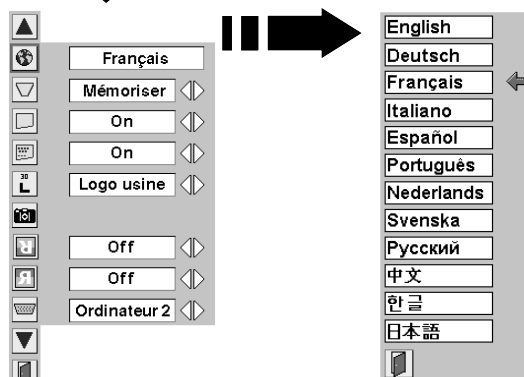 Français
Mémoriser
On
On
30
L
Logo usine
R
Off
R
Off
Ordinateur 2
English
Deutsch
Français
Italiano
Español
Português
Nederlands
Svenska
Русский
中文
한글
日本語